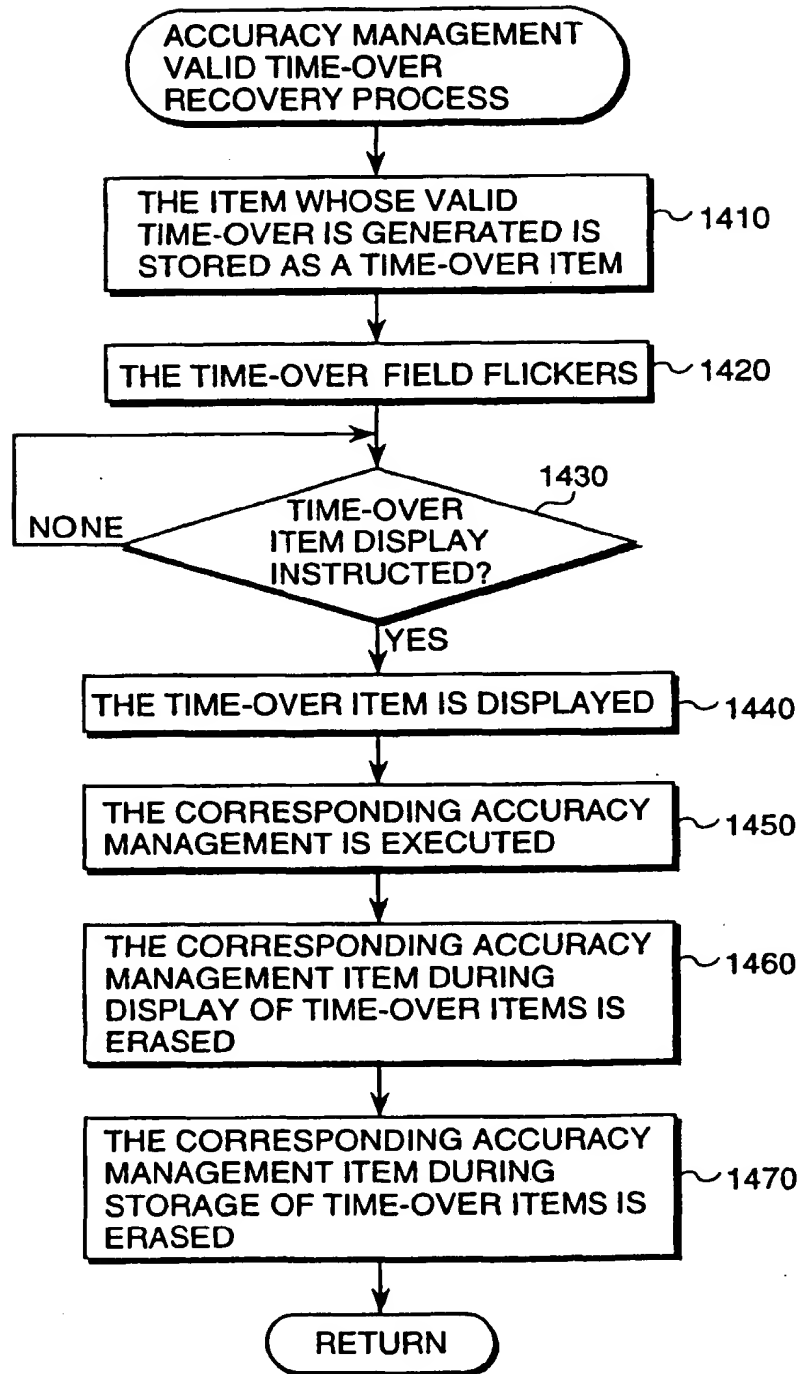 ACCURACY MANAGEMENT
VALID TIME-OVER
RECOVERY PROCESS
THE ITEM WHOSE VALID
TIME-OVER IS GENERATED IS
STORED AS A TIME-OVER ITEM
1410
THE TIME-OVER FIELD FLICKERS
1420
1430
TIME-OVER
ITEM DISPLAY
INSTRUCTED?
NONE
YES
THE TIME-OVER ITEM IS DISPLAYED
1440
THE CORRESPONDING ACCURACY
MANAGEMENT IS EXECUTED
1450
THE CORRESPONDING ACCURACY
MANAGEMENT ITEM DURING
DISPLAY OF TIME-OVER ITEMS IS
ERASED
1460
THE CORRESPONDING ACCURACY
MANAGEMENT ITEM DURING
STORAGE OF TIME-OVER ITEMS IS
ERASED
1470
RETURN